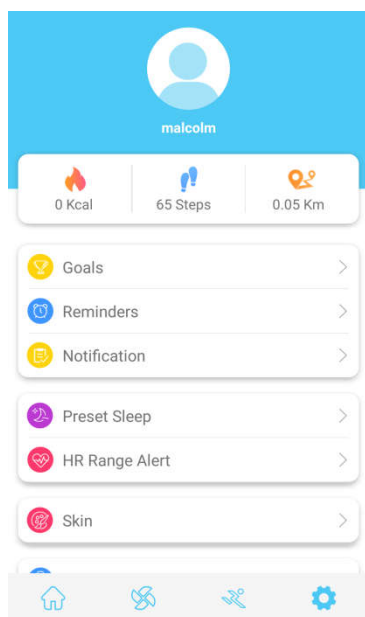 malcolm
0 Kcal 65 Steps 0.05 Km
Goals
Reminders
Notification
Preset Sleep
HR Range Alert
Skin